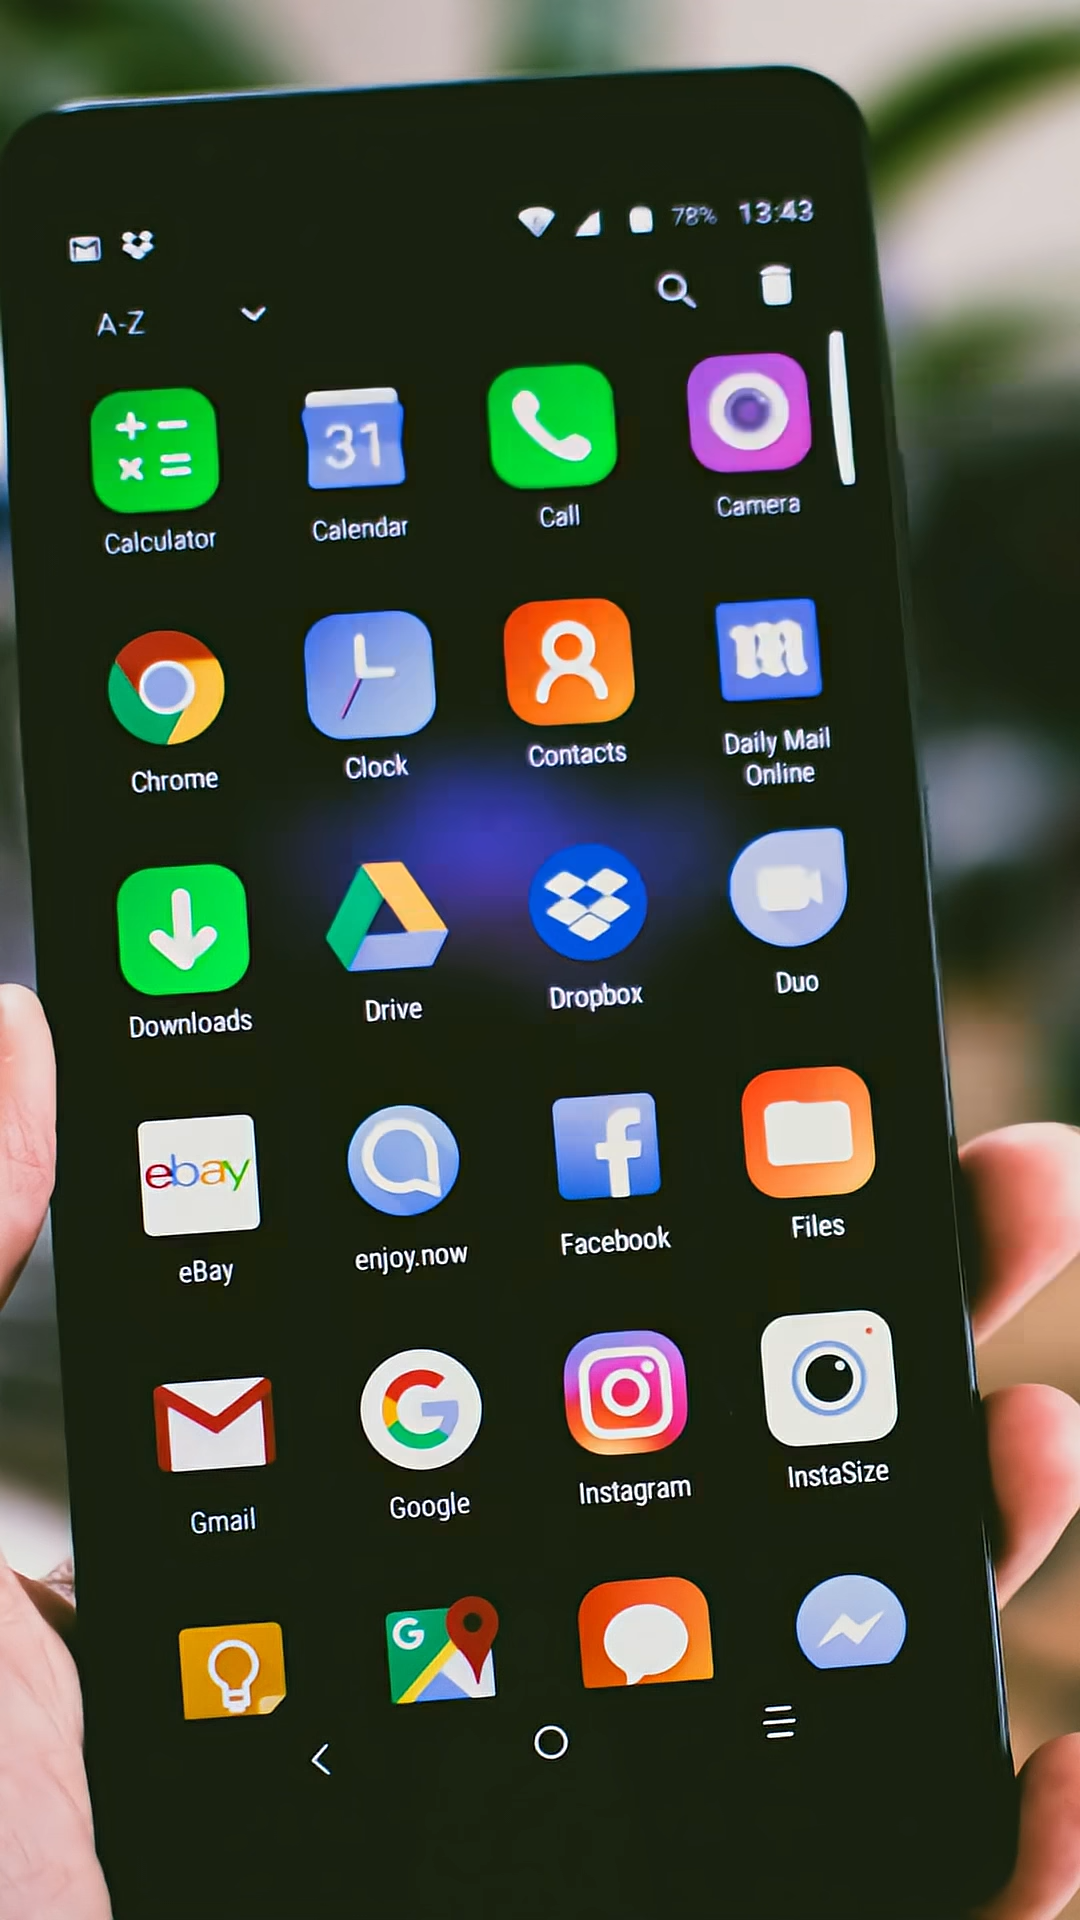 78% 13:43
A-Z
31
Calculator Calendar Call Camera
m
Chrome Clock Contacts Daily Mail
Online
Downloads Drive Dropbox Duo
ebay
f
eBay enjoy.now Facebook Files
G
Gmail Google Instagram InstaSize
G